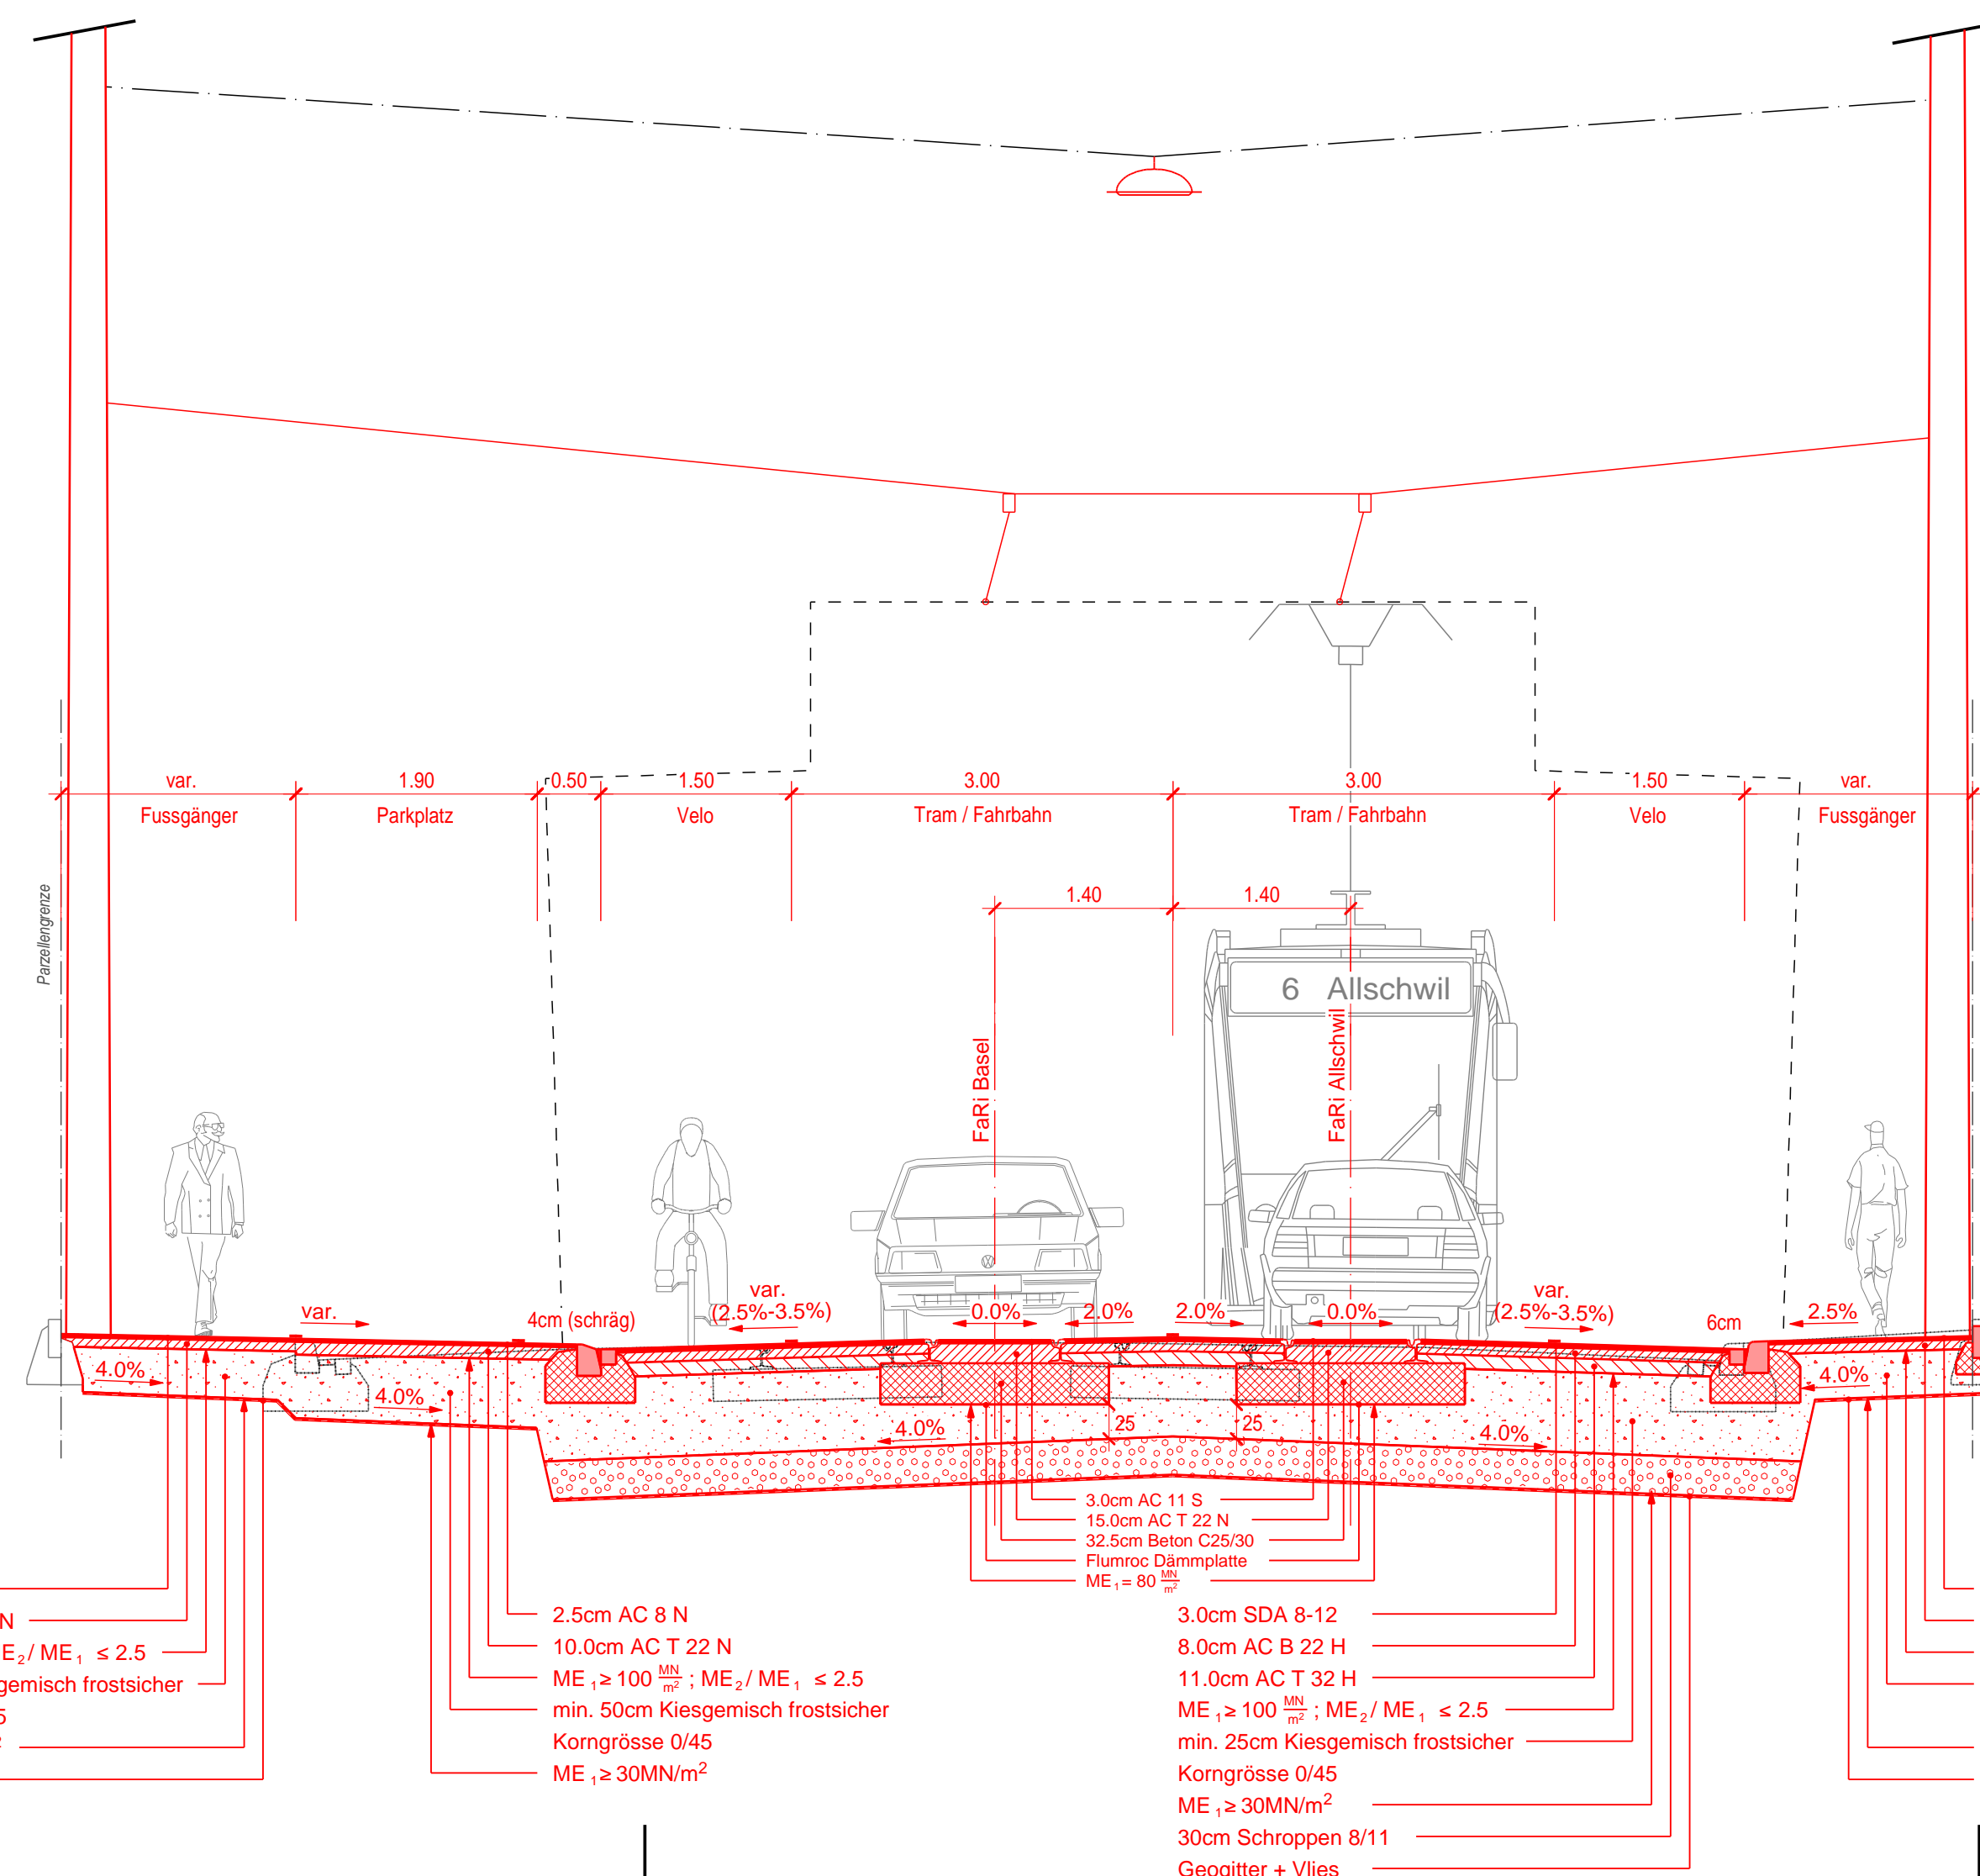 var.
1.90
0.50
1.50
3.00
3.00
1.50
var.
Fussgänger
Parkplatz
Velo
Tram / Fahrbahn
Tram / Fahrbahn
Velo
Fussgänger
1.40
1.40
Parzellengrenze
6 Allschwil
FaRi Basel
FaRi Allschwil
var.
4cm (schräg)
var.
(2.5%-3.5%)
0.0%
2.0%
2.0%
0.0%
var.
(2.5%-3.5%)
6cm
2.5%
4.0%
4.0%
4.0%
25
25
4.0%
4.0%
3.0cm AC 11 S
15.0cm AC T 22 N
32.5cm Beton C25/30
Flumroc Dämmplatte
ME₁= 80 MN/m²
N
E₂/ ME₁ ≤ 2.5
gemisch frostsicher
5
2
2.5cm AC 8 N
10.0cm AC T 22 N
ME₁≥ 100 MN/m² ; ME₂/ ME₁ ≤ 2.5
min. 50cm Kiesgemisch frostsicher
Korngrösse 0/45
ME₁≥ 30MN/m²
3.0cm SDA 8-12
8.0cm AC B 22 H
11.0cm AC T 32 H
ME₁≥ 100 MN/m² ; ME₂/ ME₁ ≤ 2.5
min. 25cm Kiesgemisch frostsicher
Korngrösse 0/45
ME₁≥ 30MN/m²
30cm Schroppen 8/11
Geogitter + Vlies